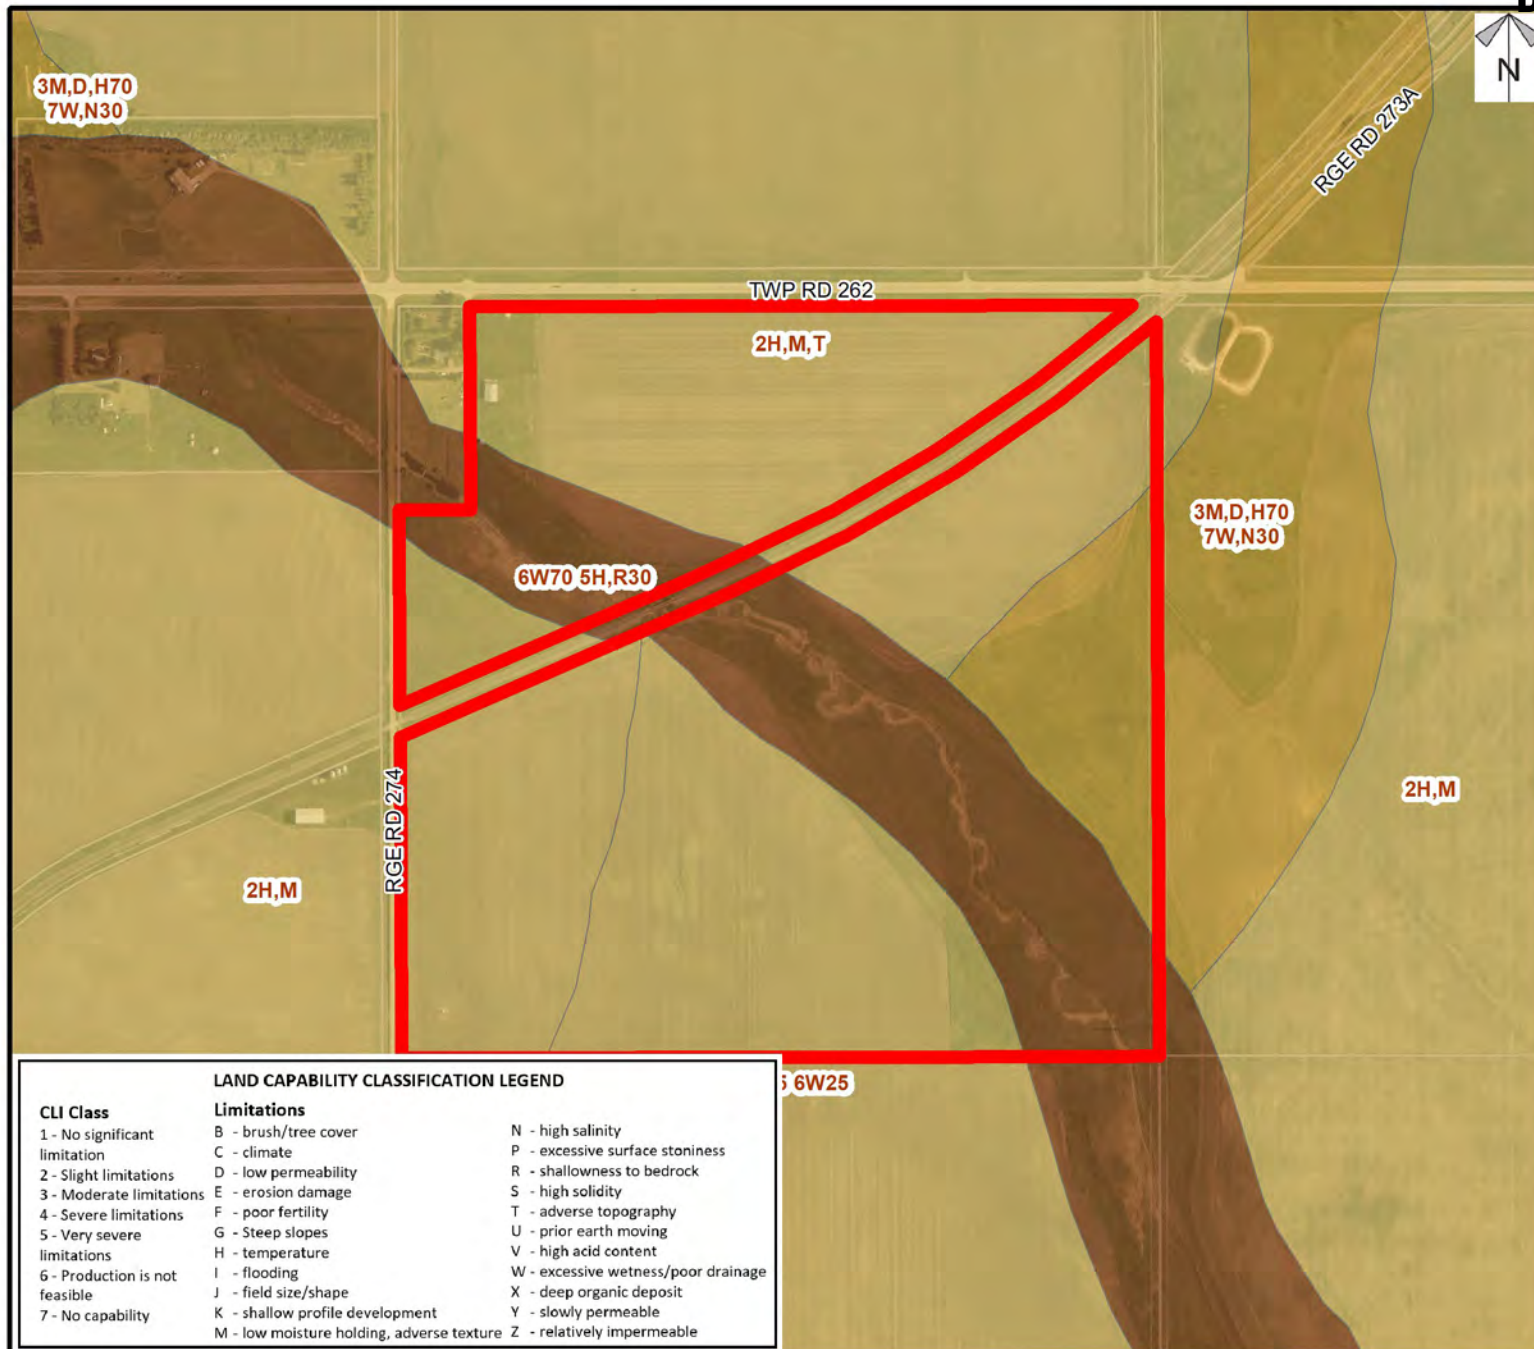 N
3M,D,H70
7W,N30
RGE RD 273A
TWP RD 262
2H,M,T
3M,D,H70
7W,N30
6W70 5H,R30
RGE RD 274
2H,M
2H,M
6W25
LAND CAPABILITY CLASSIFICATION LEGEND
CLI Class
1 - No significant
limitation
2 - Slight limitations
3 - Moderate limitations
4 - Severe limitations
5 - Very severe
limitations
6 - Production is not
feasible
7 - No capability
Limitations
B - brush/tree cover
C - climate
D - low permeability
E - erosion damage
F - poor fertility
G - Steep slopes
H - temperature
I - flooding
J - field size/shape
K - shallow profile development
M - low moisture holding, adverse texture
N - high salinity
P - excessive surface stoniness
R - shallowness to bedrock
S - high solidity
T - adverse topography
U - prior earth moving
V - high acid content
W - excessive wetness/poor drainage
X - deep organic deposit
Y - slowly permeable
Z - relatively impermeable